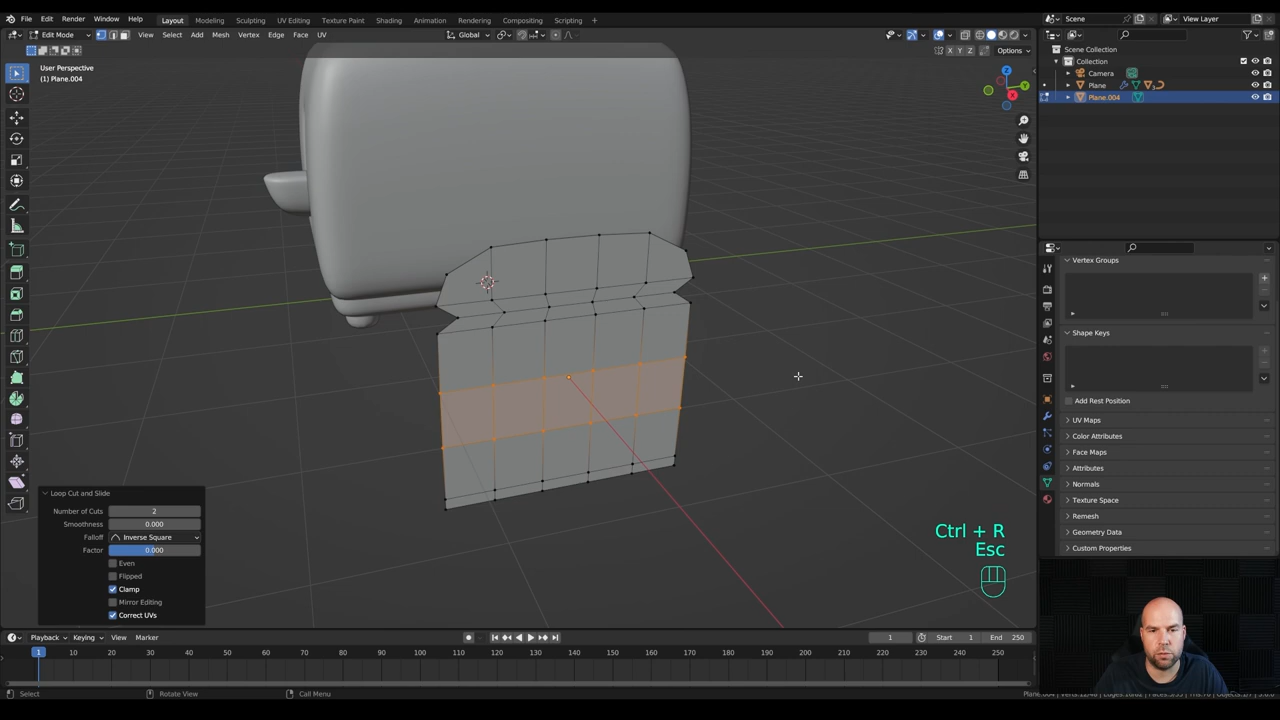 File Edit Render Window Help Layout Modeling Sculpting UV Editing Texture Paint Shading Animation Rendering Compositing Scripting + Scene View Layer
Edit Mode View Select Add Mesh Vertex Edge Face UV Global
X Y Z Options
User Perspective
(1) Plane.004
Z
Y
X
Scene Collection
Collection
Camera
Plane
Plane.004
Vertex Groups
Shape Keys
Add Rest Position
UV Maps
Color Attributes
Face Maps
Attributes
Normals
Texture Space
Remesh
Geometry Data
Custom Properties
Loop Cut and Slide
Number of Cuts 2
Smoothness 0.000
Falloff Inverse Square
Factor 0.000
Even
Flipped
Clamp
Mirror Editing
Correct UVs
Ctrl + R
Esc
Playback Keying View Marker 1 Start 1 End 250
1 10 20 30 40 50 60 70 80 90 100 110 120 130 140 150 160 170 180 190 200 210 220 230 240 250
Select Rotate View Call Menu